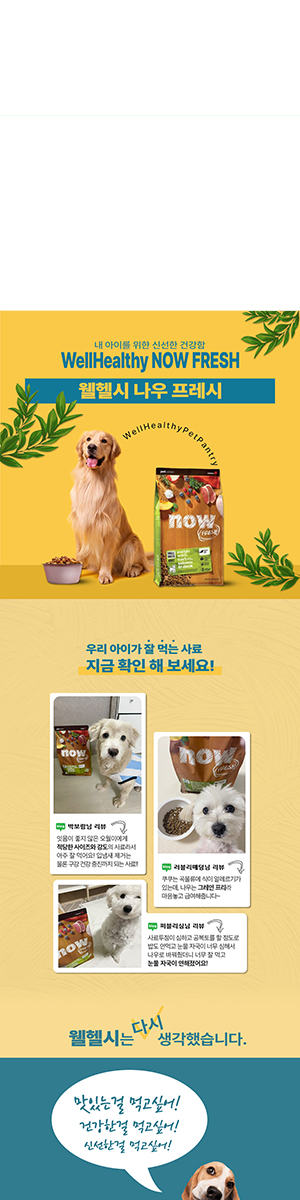 내 아이를 위한 신선한 건강함
WellHealthy NOW FRESH
웰헬시 나우 프레시
WellHealthyPetPantry
now
FRESH
우리 아이가 잘 먹는 사료
지금 확인 해 보세요!
now
박보람님 리뷰
잇몸이 좋지 않은 오월이에게
적당한 사이즈와 강도의 사료라서
아주 잘 먹어요! 입냄새 제거는
물론 구강 건강 증진까지 되는 사료!!
now
러블리배덩님 리뷰
쿠쿠는 곡물류에 식이 알레르기가
있는데, 나우는 그레인 프리라
마음놓고 급여해줍니다~
now
퍼블리싱님 리뷰
사료투정이 심하고 공복토를 할 정도로
밥도 안먹고 눈물 자국이 너무 심해서
나우로 바꿔줬더니 너무 잘 먹고
눈물 자국이 연해졌어요!
웰헬시는 다시 생각했습니다.
맛있는걸 먹고싶어!
건강한걸 먹고싶어!
신선한걸 먹고싶어!